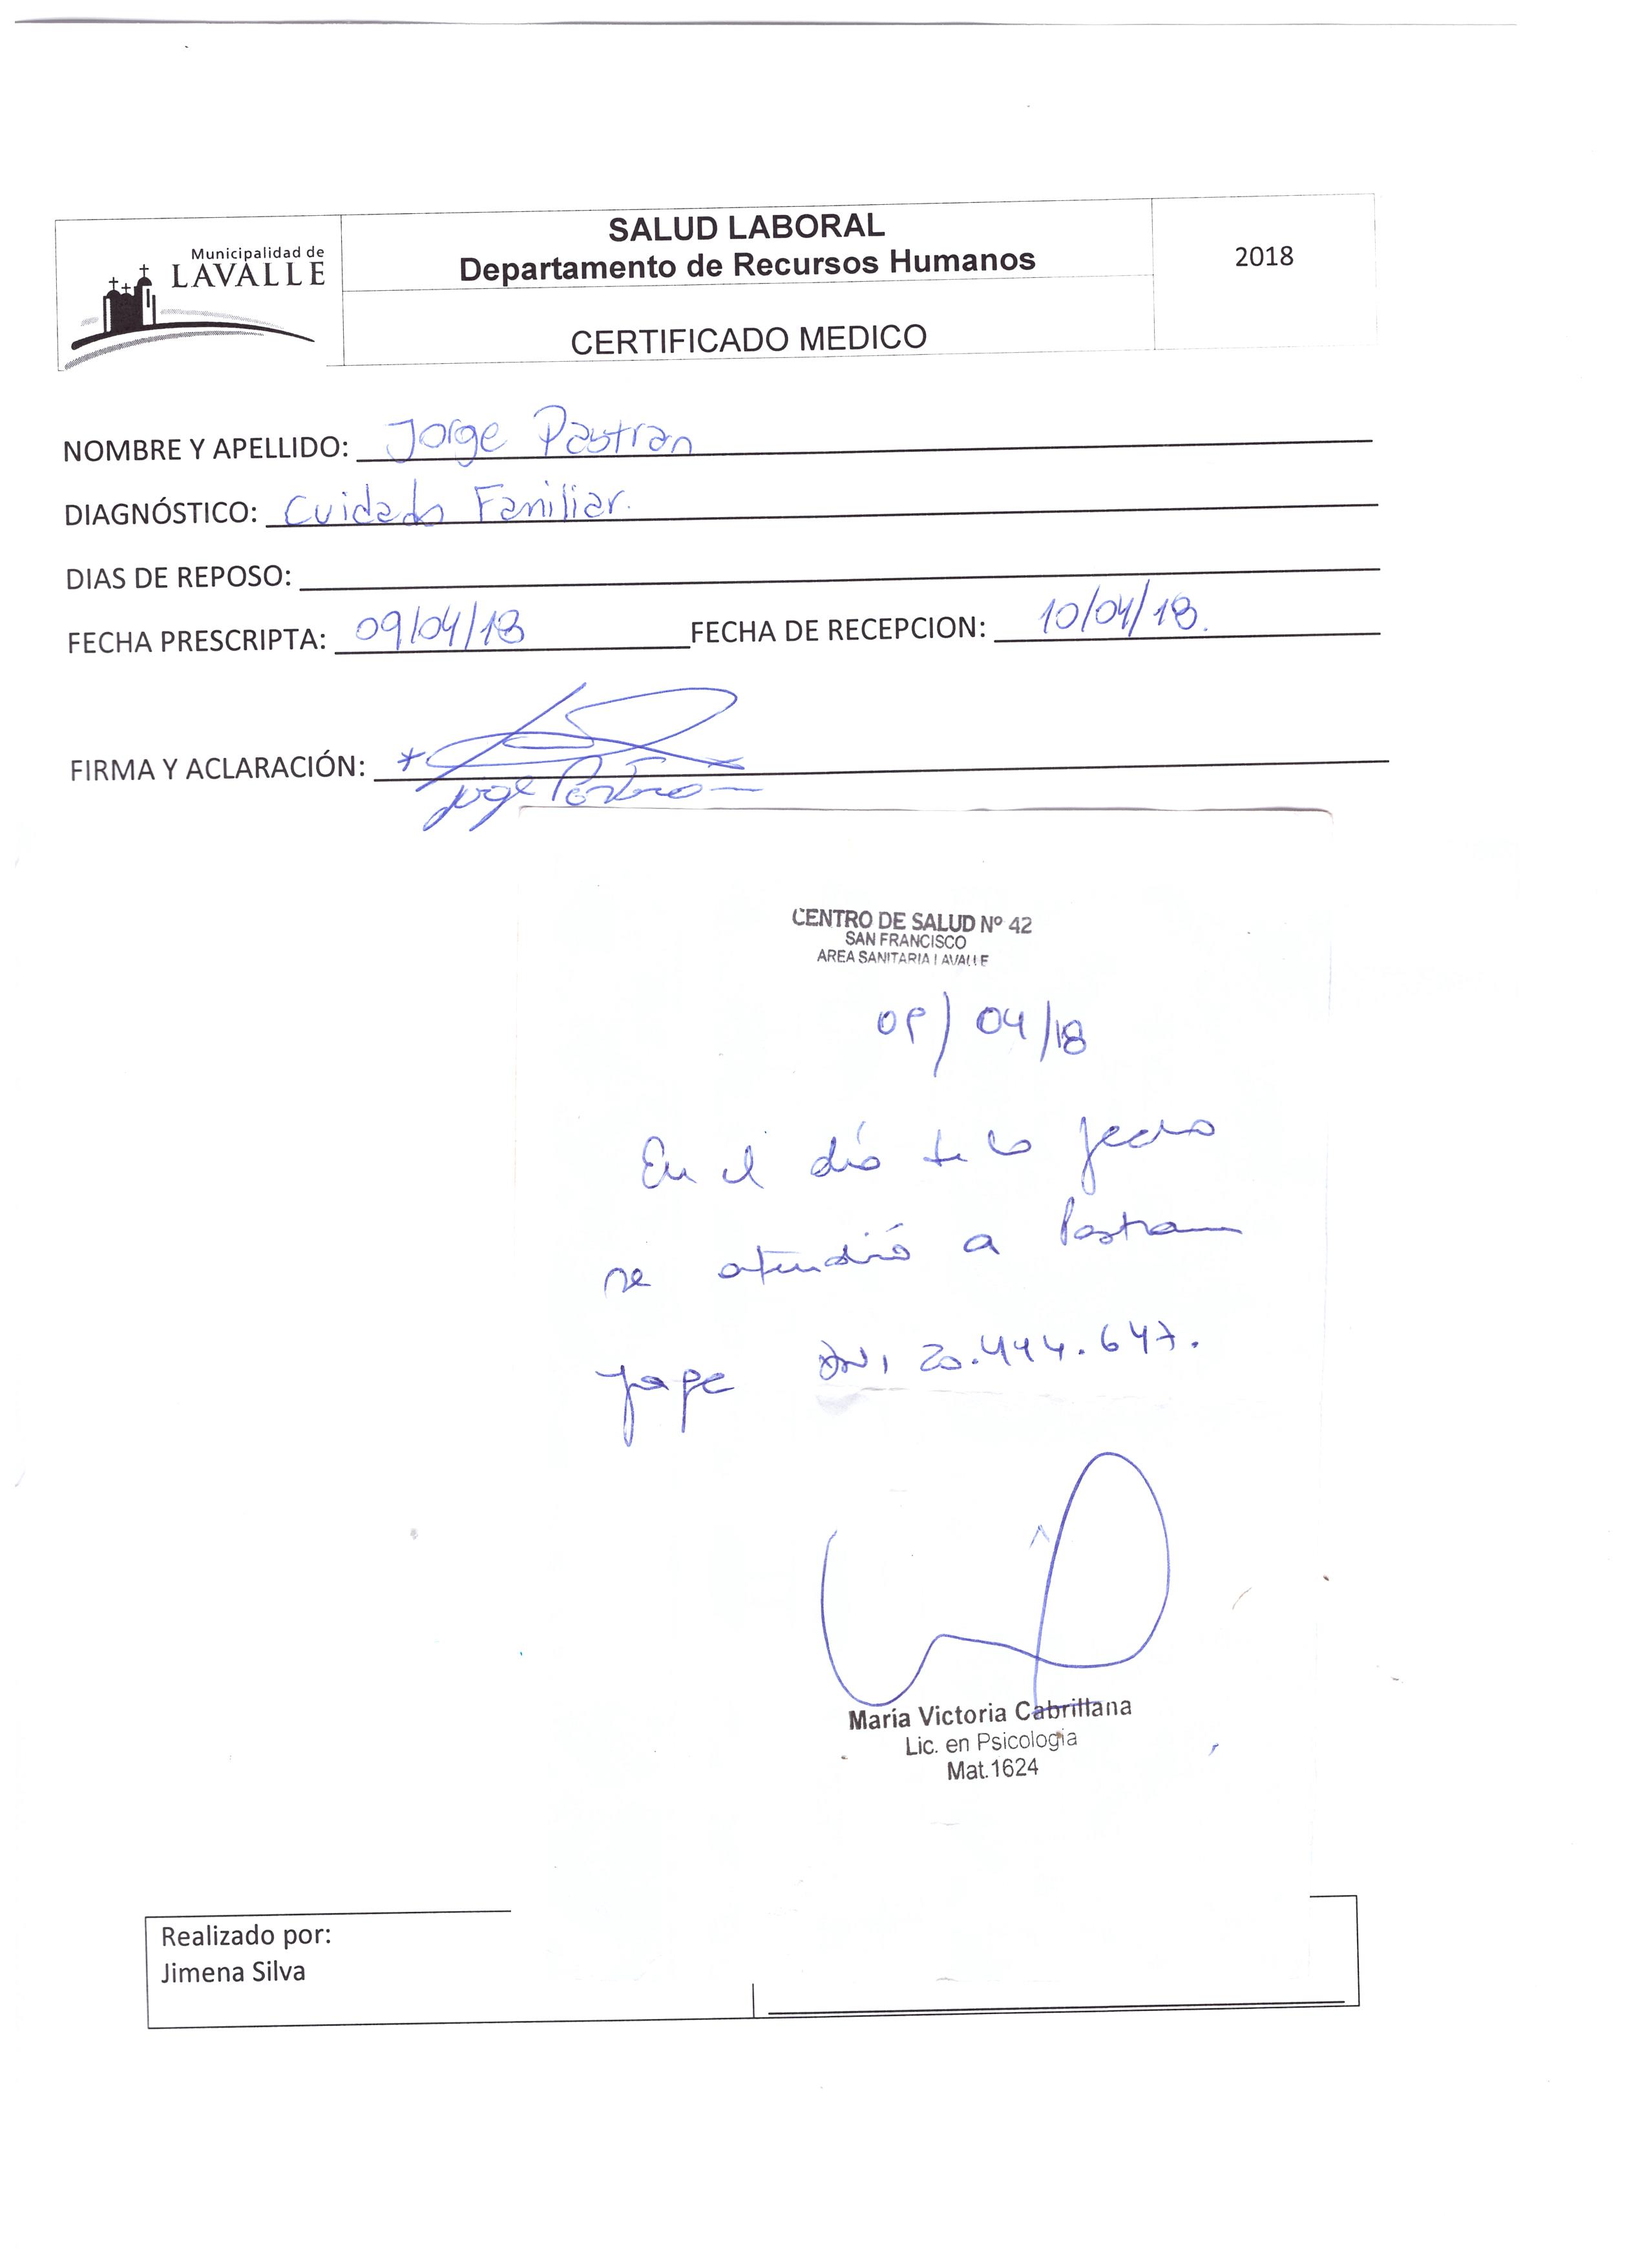 Municipalidad de
LAVALLE
SALUD LABORAL
Departamento de Recursos Humanos
CERTIFICADO MEDICO
2018
NOMBRE Y APELLIDO: Jorge Pastran
DIAGNÓSTICO: Cuidado Familiar.
DIAS DE REPOSO:
FECHA PRESCRIPTA: 09/04/18 FECHA DE RECEPCION: 10/04/18.
FIRMA Y ACLARACIÓN:
Jorge Pastran
CENTRO DE SALUD Nº 42
SAN FRANCISCO
AREA SANITARIA LAVALLE
09/04/18
En el día de la fecha
se atendió a Pastran
Jorge DNI 20.444.647.
María Victoria Cabrillana
Lic. en Psicologia
Mat.1624
Realizado por:
Jimena Silva